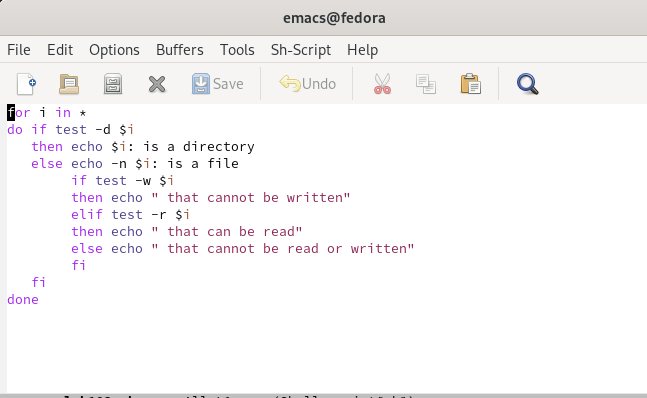 emacs@fedora
File Edit Options Buffers Tools Sh-Script Help
Save Undo
for i in *
do if test -d $i
then echo $i: is a directory
else echo -n $i: is a file
if test -w $i
then echo " that cannot be written"
elif test -r $i
then echo " that can be read"
else echo " that cannot be read or written"
fi
fi
done